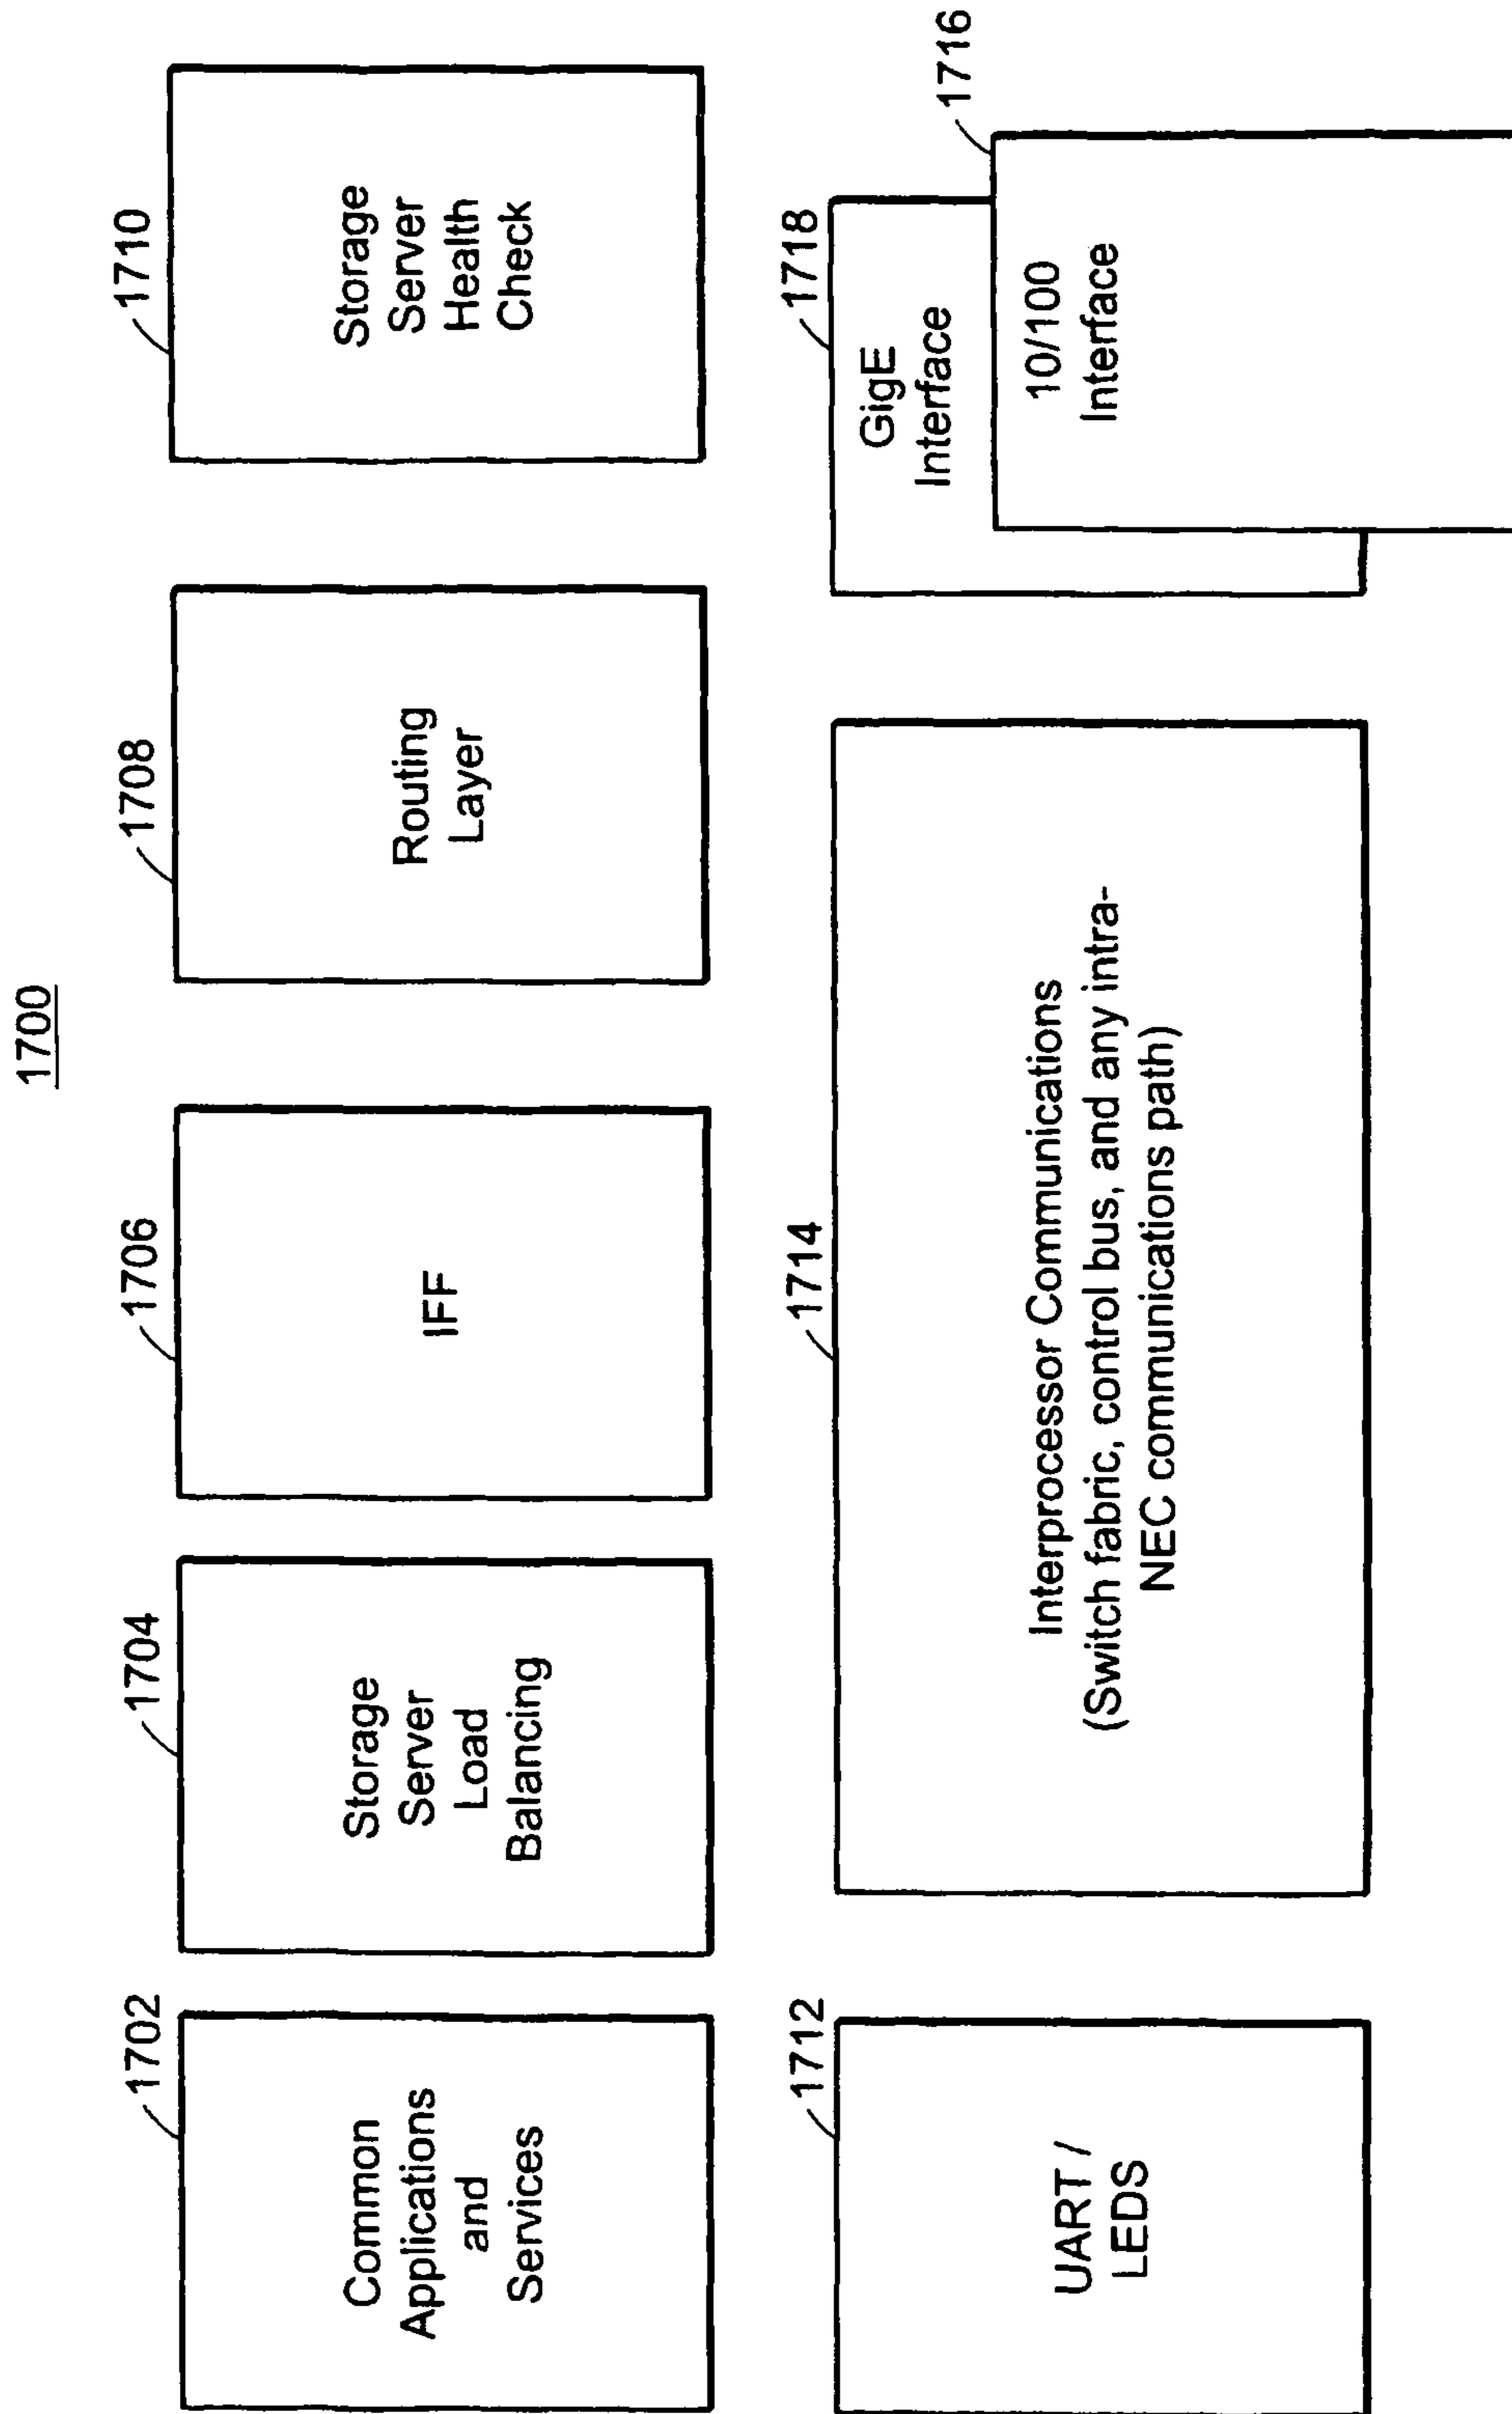 1700
1702
Common
Applications
and
Services
1704
Storage
Server
Load
Balancing
1706
IFF
1708
Routing
Layer
1710
Storage
Server
Health
Check
1712
UART /
LEDS
1714
Interprocessor Communications
(Switch fabric, control bus, and any intra-
NEC communications path)
1718
GigE
Interface
1716
10/100
Interface